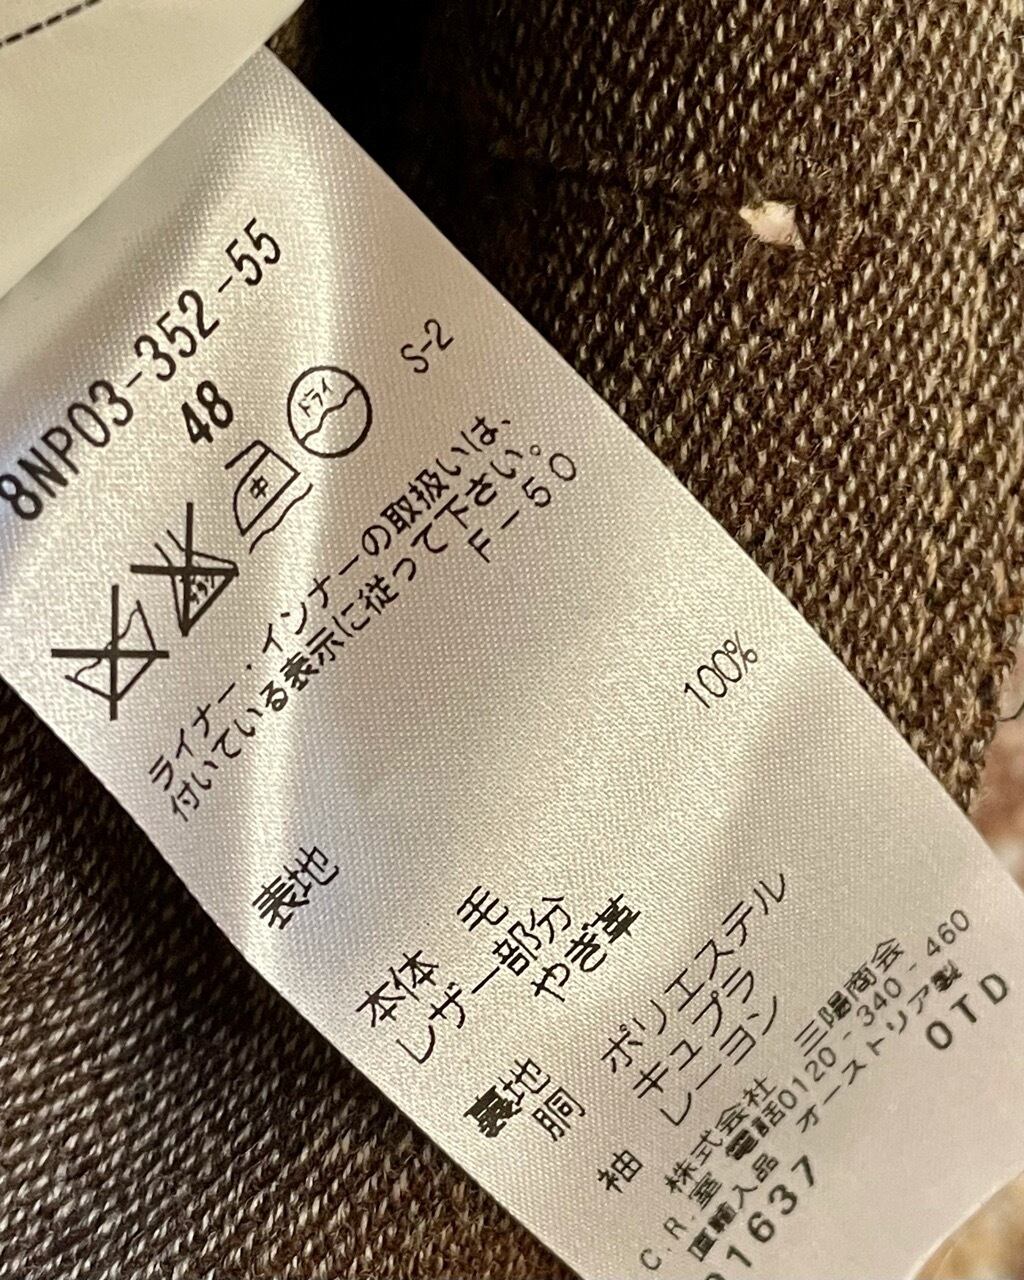 8NP03-352-55
48
ドライ
中
S-2
ライナー・インナーの取扱いは、
付いている表示に従って下さい。
F-50
表地
本体 毛 100%
レザー部分
やぎ革
裏地
胴 ポリエステル
キュプラ
袖 レーヨン
株式会社 三陽商会
C.R.室 電話0120-340-460
直輸入品 オーストリア製
1637 OTD